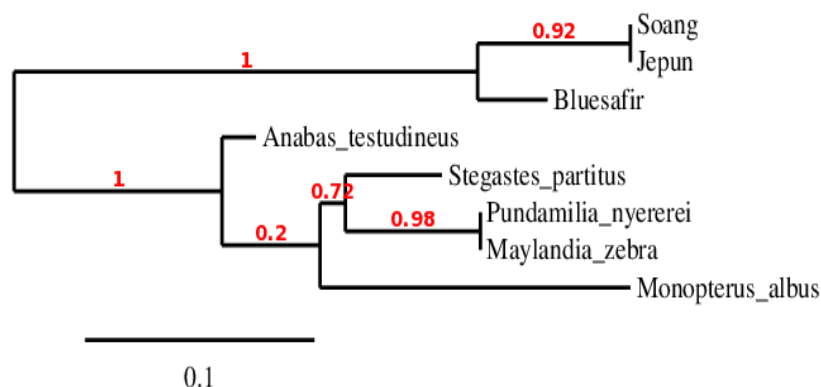 Soang
0.92
Jepun
1
Bluesafir
Anabas_testudineus
1
Stegastes_partitus
0.72
Pundamilia_nyererei
0.98
0.2
Maylandia_zebra
Monopterus_albus
0.1